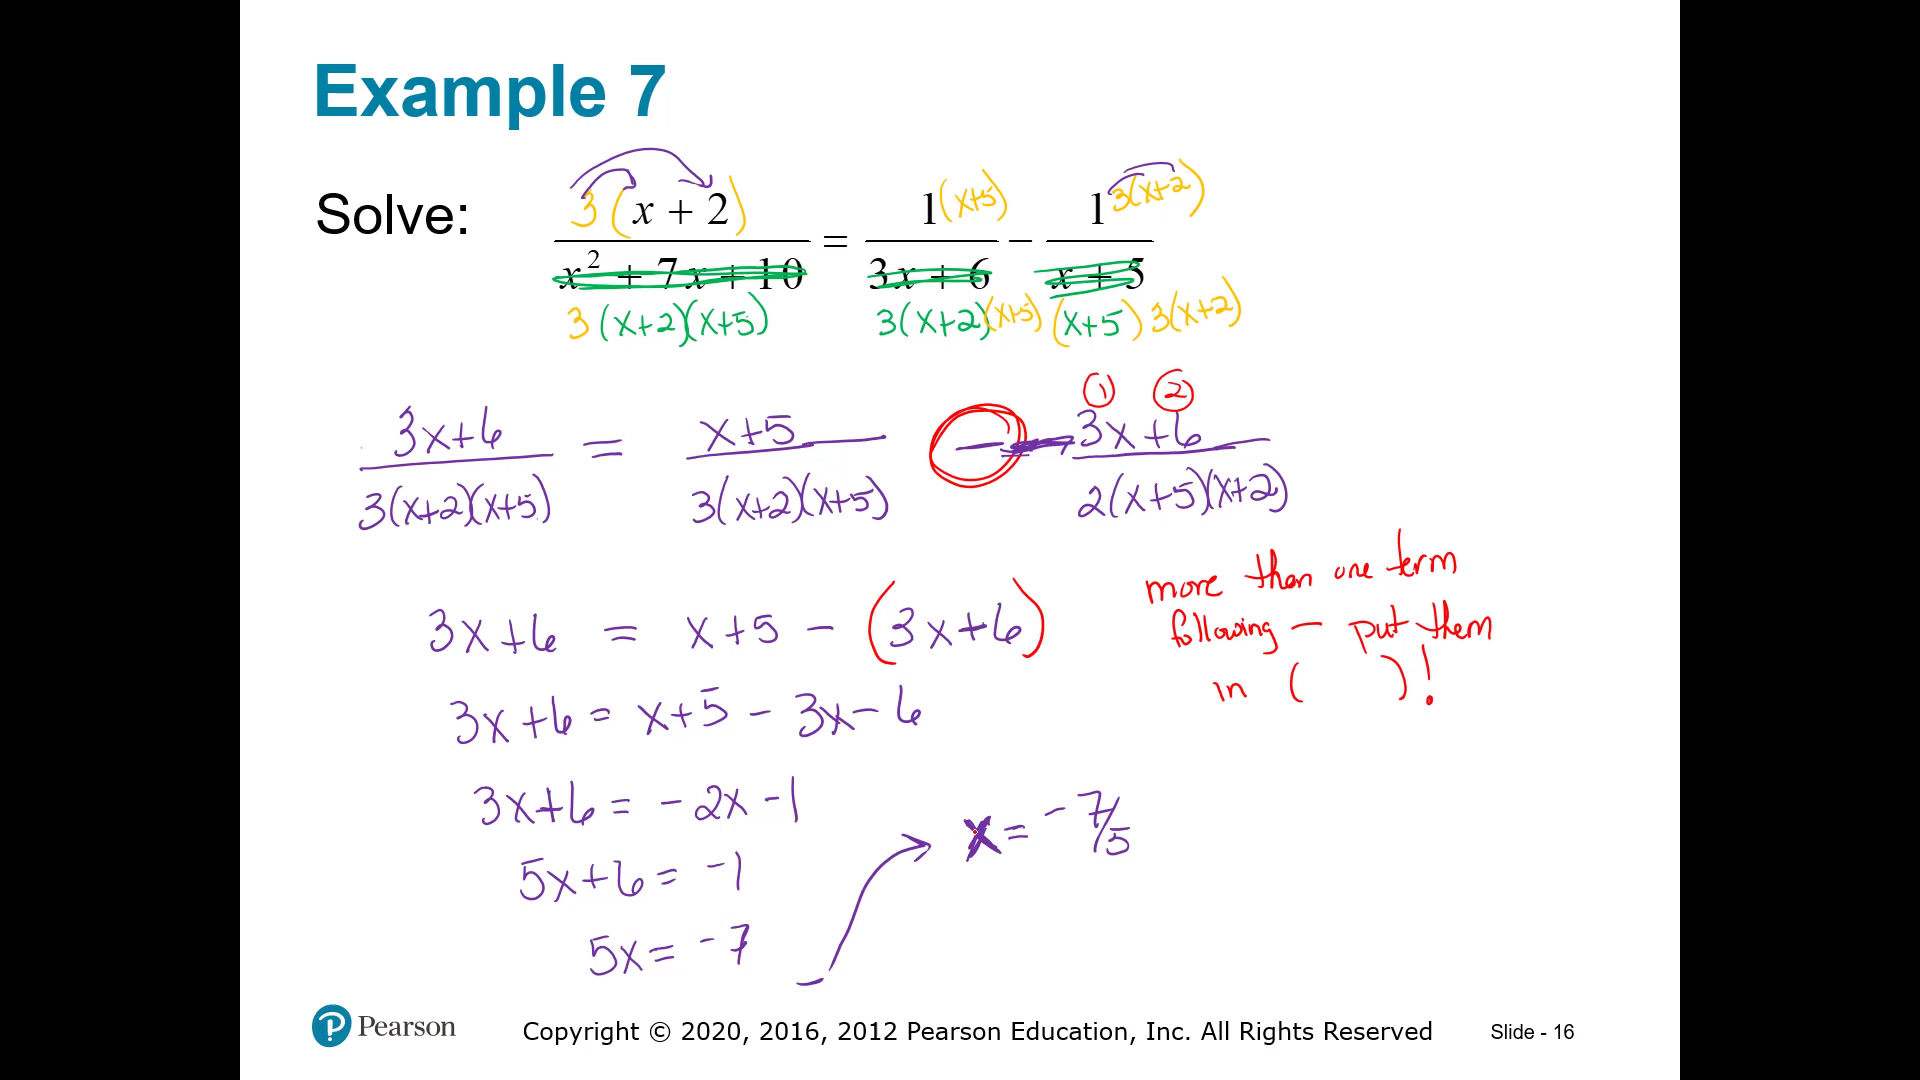 Example 7
Solve:
3(x + 2) / x² + 7x + 10 = 1(x+5) / 3x + 6 − 1 3(x+2) / x + 5
3(x+2)(x+5) 3(x+2)(x+5) (x+5)3(x+2)
① ②
3x+6 / 3(x+2)(x+5) = x+5 / 3(x+2)(x+5) − 3x+6 / 2(x+5)(x+2)
more than one term
following — put them
in ( )!
3x+6 = x+5 − (3x+6)
3x+6 = x+5 − 3x − 6
3x+6 = −2x −1
5x+6 = −1
5x = −7
x = −7/5
Pearson
Copyright © 2020, 2016, 2012 Pearson Education, Inc. All Rights Reserved
Slide - 16